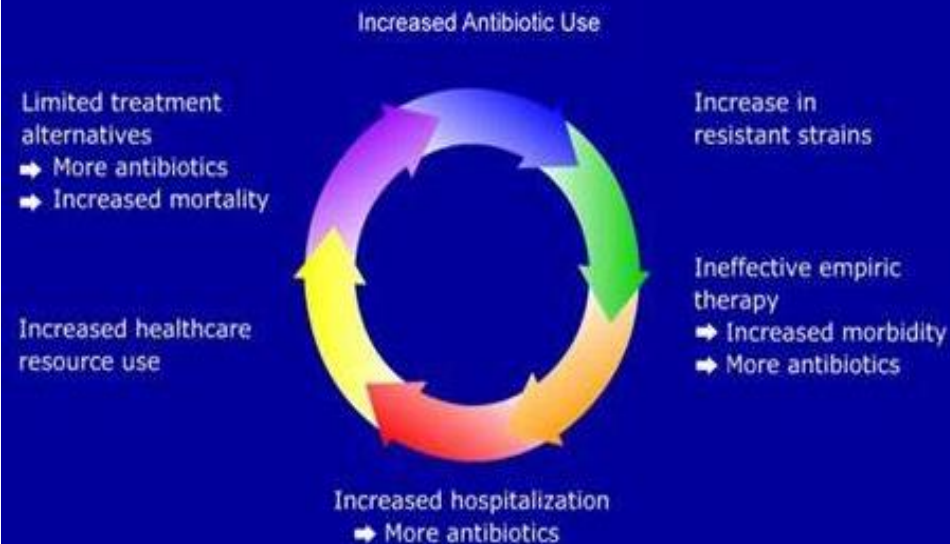 Increased Antibiotic Use
Increase in
resistant strains
Ineffective empiric
therapy
➡ Increased morbidity
➡ More antibiotics
Increased hospitalization
➡ More antibiotics
Increased healthcare
resource use
Limited treatment
alternatives
➡ More antibiotics
➡ Increased mortality